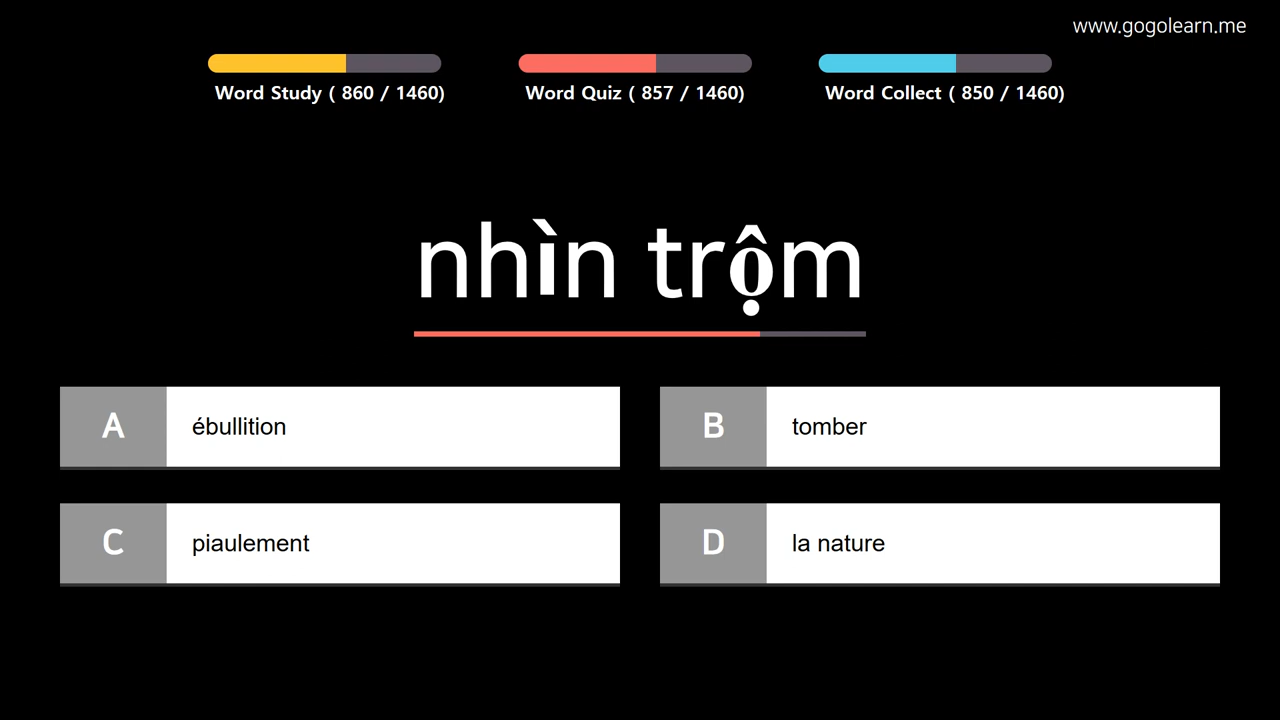 www.gogolearn.me
Word Study ( 860 / 1460)
Word Quiz ( 857 / 1460)
Word Collect ( 850 / 1460)
nhìn trộm
A
ébullition
B
tomber
C
piaulement
D
la nature